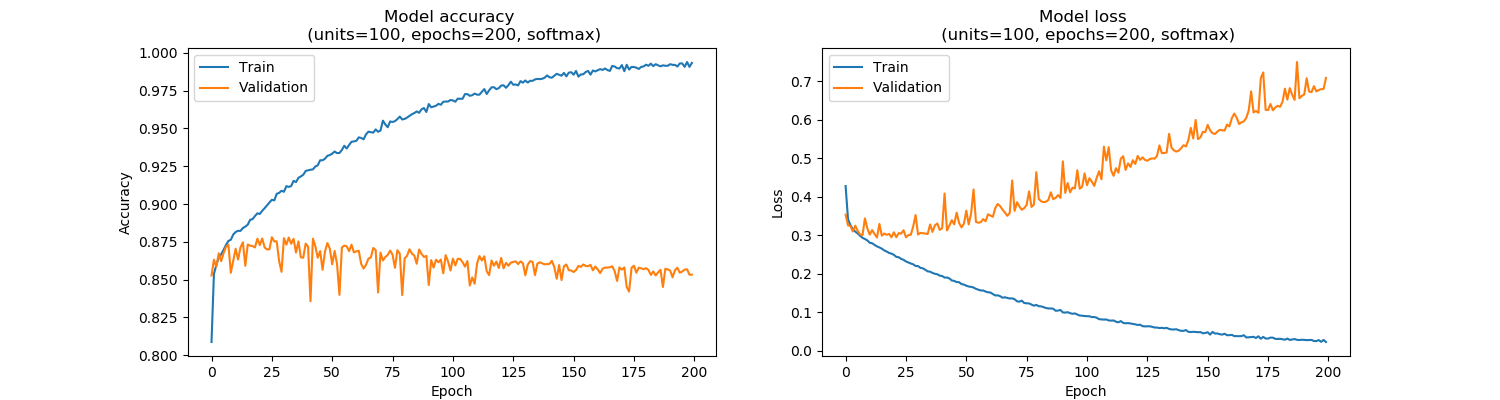 Model accuracy
(units=100, epochs=200, softmax)
Train
Validation
1.000
0.975
0.950
0.925
0.900
0.875
0.850
0.825
0.800
Accuracy
0
25
50
75
100
125
150
175
200
Epoch
Model loss
(units=100, epochs=200, softmax)
Train
Validation
0.7
0.6
0.5
0.4
0.3
0.2
0.1
0.0
Loss
0
25
50
75
100
125
150
175
200
Epoch